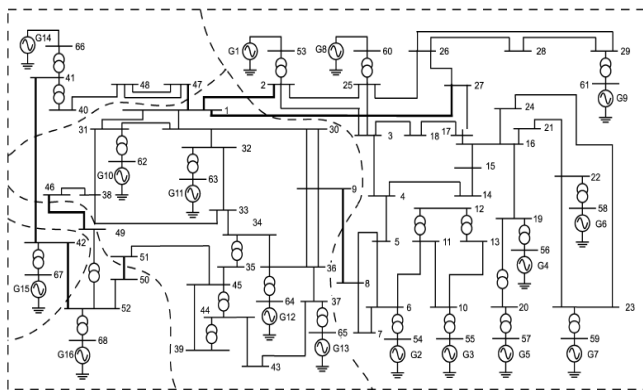 G14 66 G1 53 G8 60 26 28 29
41 48 47 2 25 27 61 G9
40 1 24
31 30 3 18 17 16 21
62 32 15
G10 63 9 22
46 38 G11 4 14 58
33 12 G6
49 34 19
42 51 5 11 13 56
67 35 36 8 G4
G15 50 45 64 37 6 10 20 23
52 44 G12 65 7 54 55 57 59
68 39 43 G13 G2 G3 G5 G7
G16